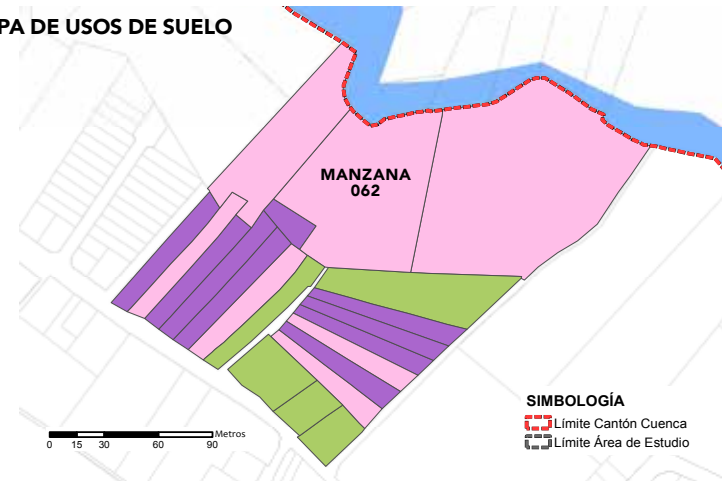 PA DE USOS DE SUELO
MANZANA
062
SIMBOLOGÍA
Límite Cantón Cuenca
Límite Área de Estudio
Metros
0 15 30 60 90